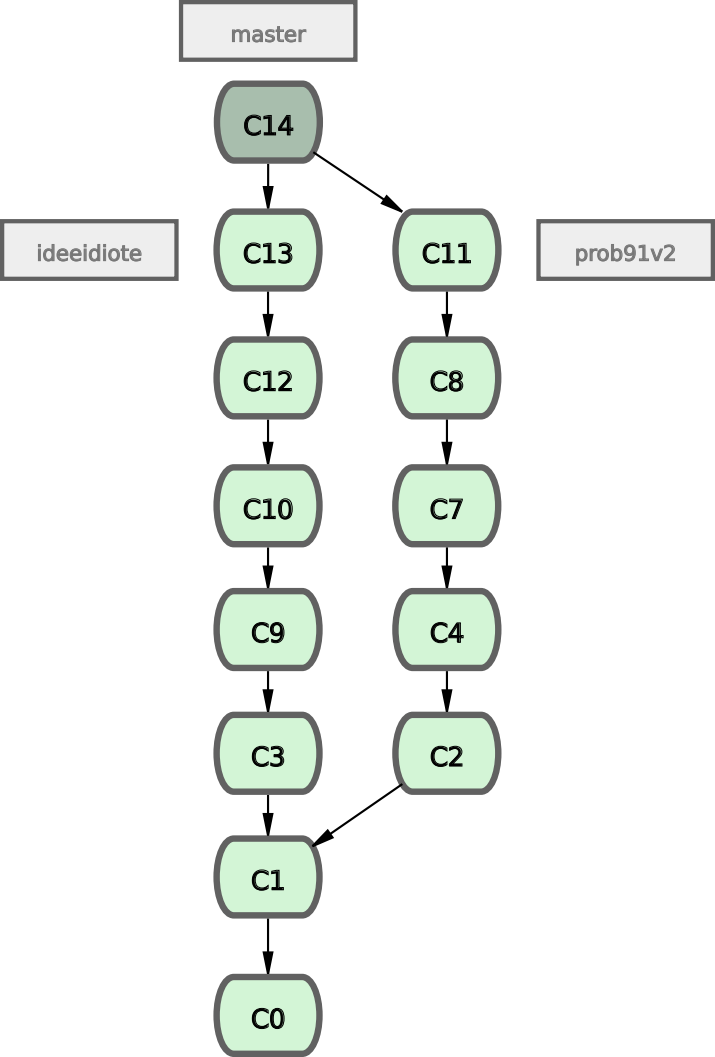 master
C14
ideeidiote
C13
C11
prob91v2
C12
C8
C10
C7
C9
C4
C3
C2
C1
C0